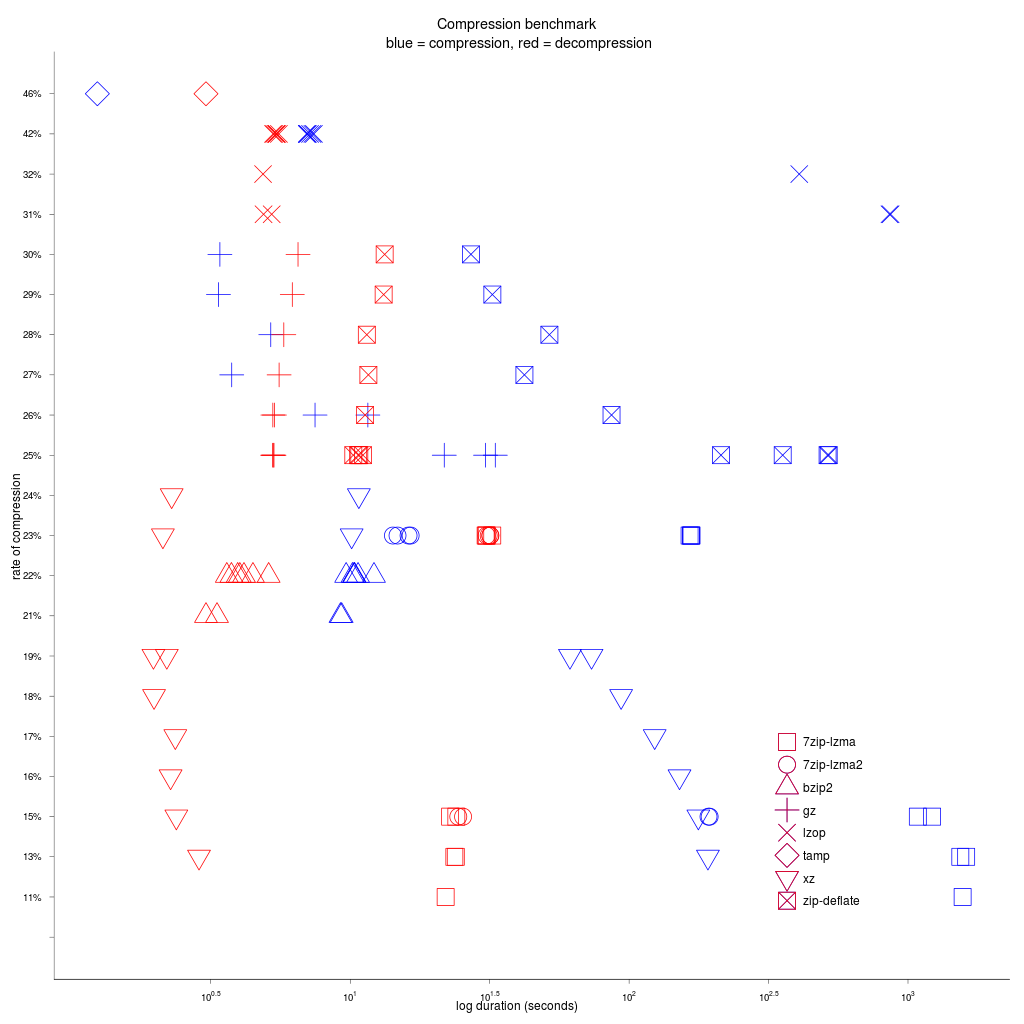 Compression benchmark
blue = compression, red = decompression
46%
42%
32%
31%
30%
29%
28%
27%
26%
25%
24%
23%
22%
21%
19%
18%
17%
16%
15%
13%
11%
rate of compression
7zip-lzma
7zip-lzma2
bzip2
gz
lzop
tamp
xz
zip-deflate
10^0.5 10^1 10^1.5 10^2 10^2.5 10^3
log duration (seconds)